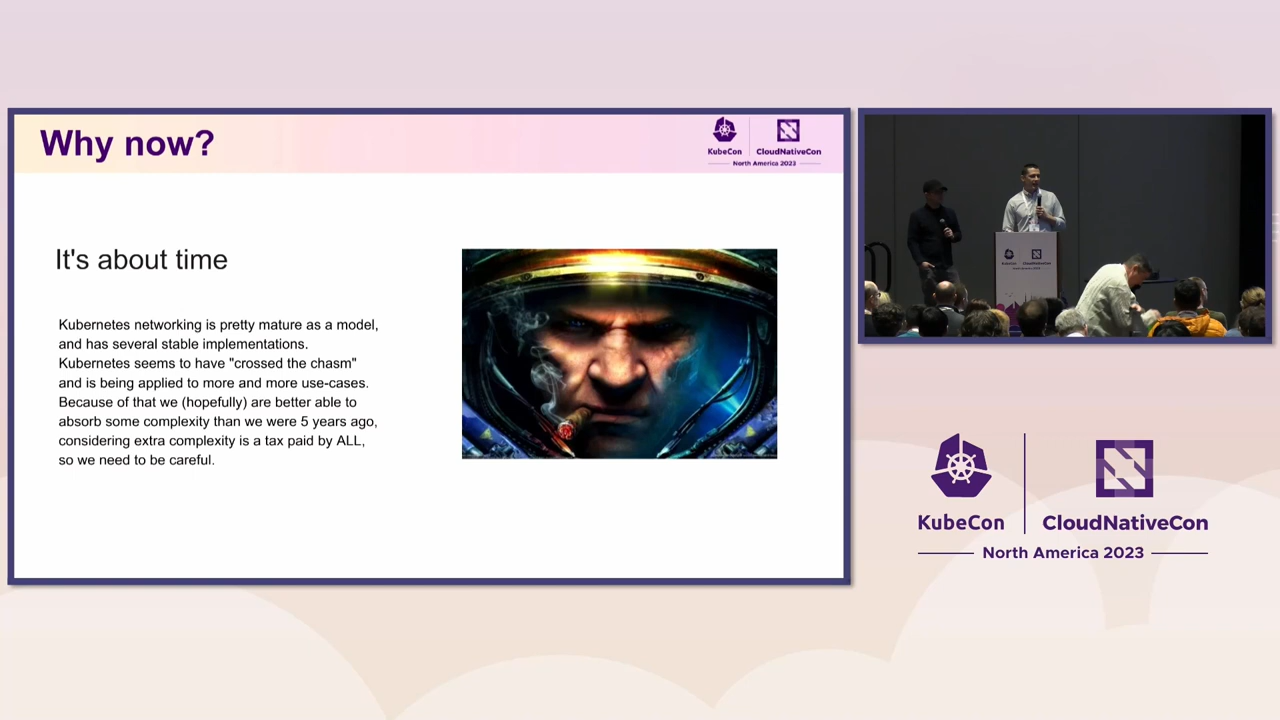 Why now?
KubeCon
CloudNativeCon
North America 2023
It's about time
Kubernetes networking is pretty mature as a model,
and has several stable implementations.
Kubernetes seems to have "crossed the chasm"
and is being applied to more and more use-cases.
Because of that we (hopefully) are better able to
absorb some complexity than we were 5 years ago,
considering extra complexity is a tax paid by ALL,
so we need to be careful.
KubeCon
CloudNativeCon
KubeCon
CloudNativeCon
North America 2023